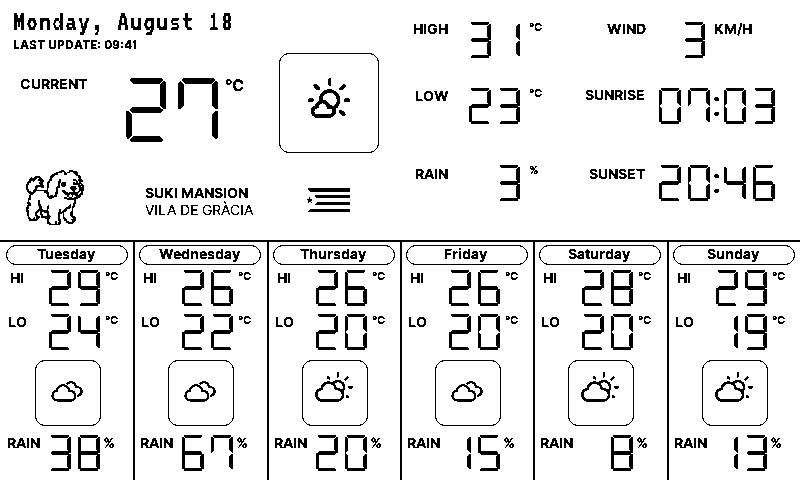 Monday, August 18
LAST UPDATE: 09:41
CURRENT 27 °C
HIGH 31 °C
WIND 3 KM/H
LOW 23 °C
SUNRISE 07:03
RAIN 3 %
SUNSET 20:46
SUKI MANSION
VILA DE GRÀCIA
Tuesday
HI 29 °C
LO 24 °C
RAIN 38 %
Wednesday
HI 26 °C
LO 22 °C
RAIN 67 %
Thursday
HI 26 °C
LO 20 °C
RAIN 20 %
Friday
HI 26 °C
LO 20 °C
RAIN 15 %
Saturday
HI 28 °C
LO 20 °C
RAIN 8 %
Sunday
HI 29 °C
LO 19 °C
RAIN 13 %